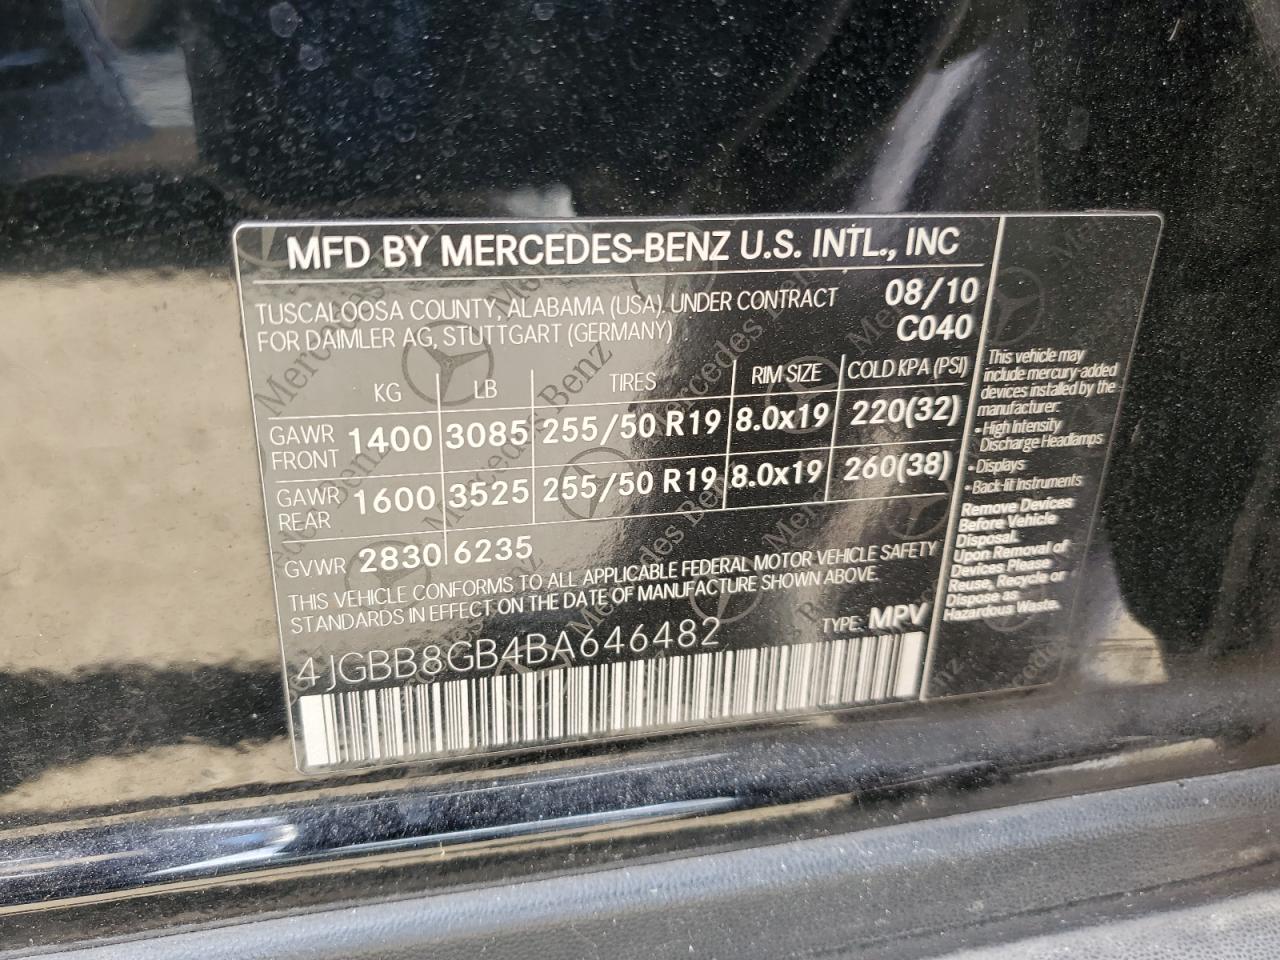 MFD BY MERCEDES-BENZ U.S. INTL., INC
TUSCALOOSA COUNTY, ALABAMA (USA), UNDER CONTRACT 08/10
FOR DAIMLER AG, STUTTGART (GERMANY) C040
KG LB TIRES RIM SIZE COLD KPA (PSI)
GAWR FRONT 1400 3085 255/50 R19 8.0x19 220(32)
GAWR REAR 1600 3525 255/50 R19 8.0x19 260(38)
GVWR 2830 6235
THIS VEHICLE CONFORMS TO ALL APPLICABLE FEDERAL MOTOR VEHICLE SAFETY
STANDARDS IN EFFECT ON THE DATE OF MANUFACTURE SHOWN ABOVE.
4JGBB8GB4BA646482 TYPE: MPV
This vehicle may
include mercury-added
devices installed by the
manufacturer:
• High Intensity
Discharge Headlamps
• Displays
• Back-lit Instruments
Remove Devices
Before Vehicle
Disposal.
Upon Removal of
Devices Please
Reuse, Recycle or
Dispose as
Hazardous Waste.